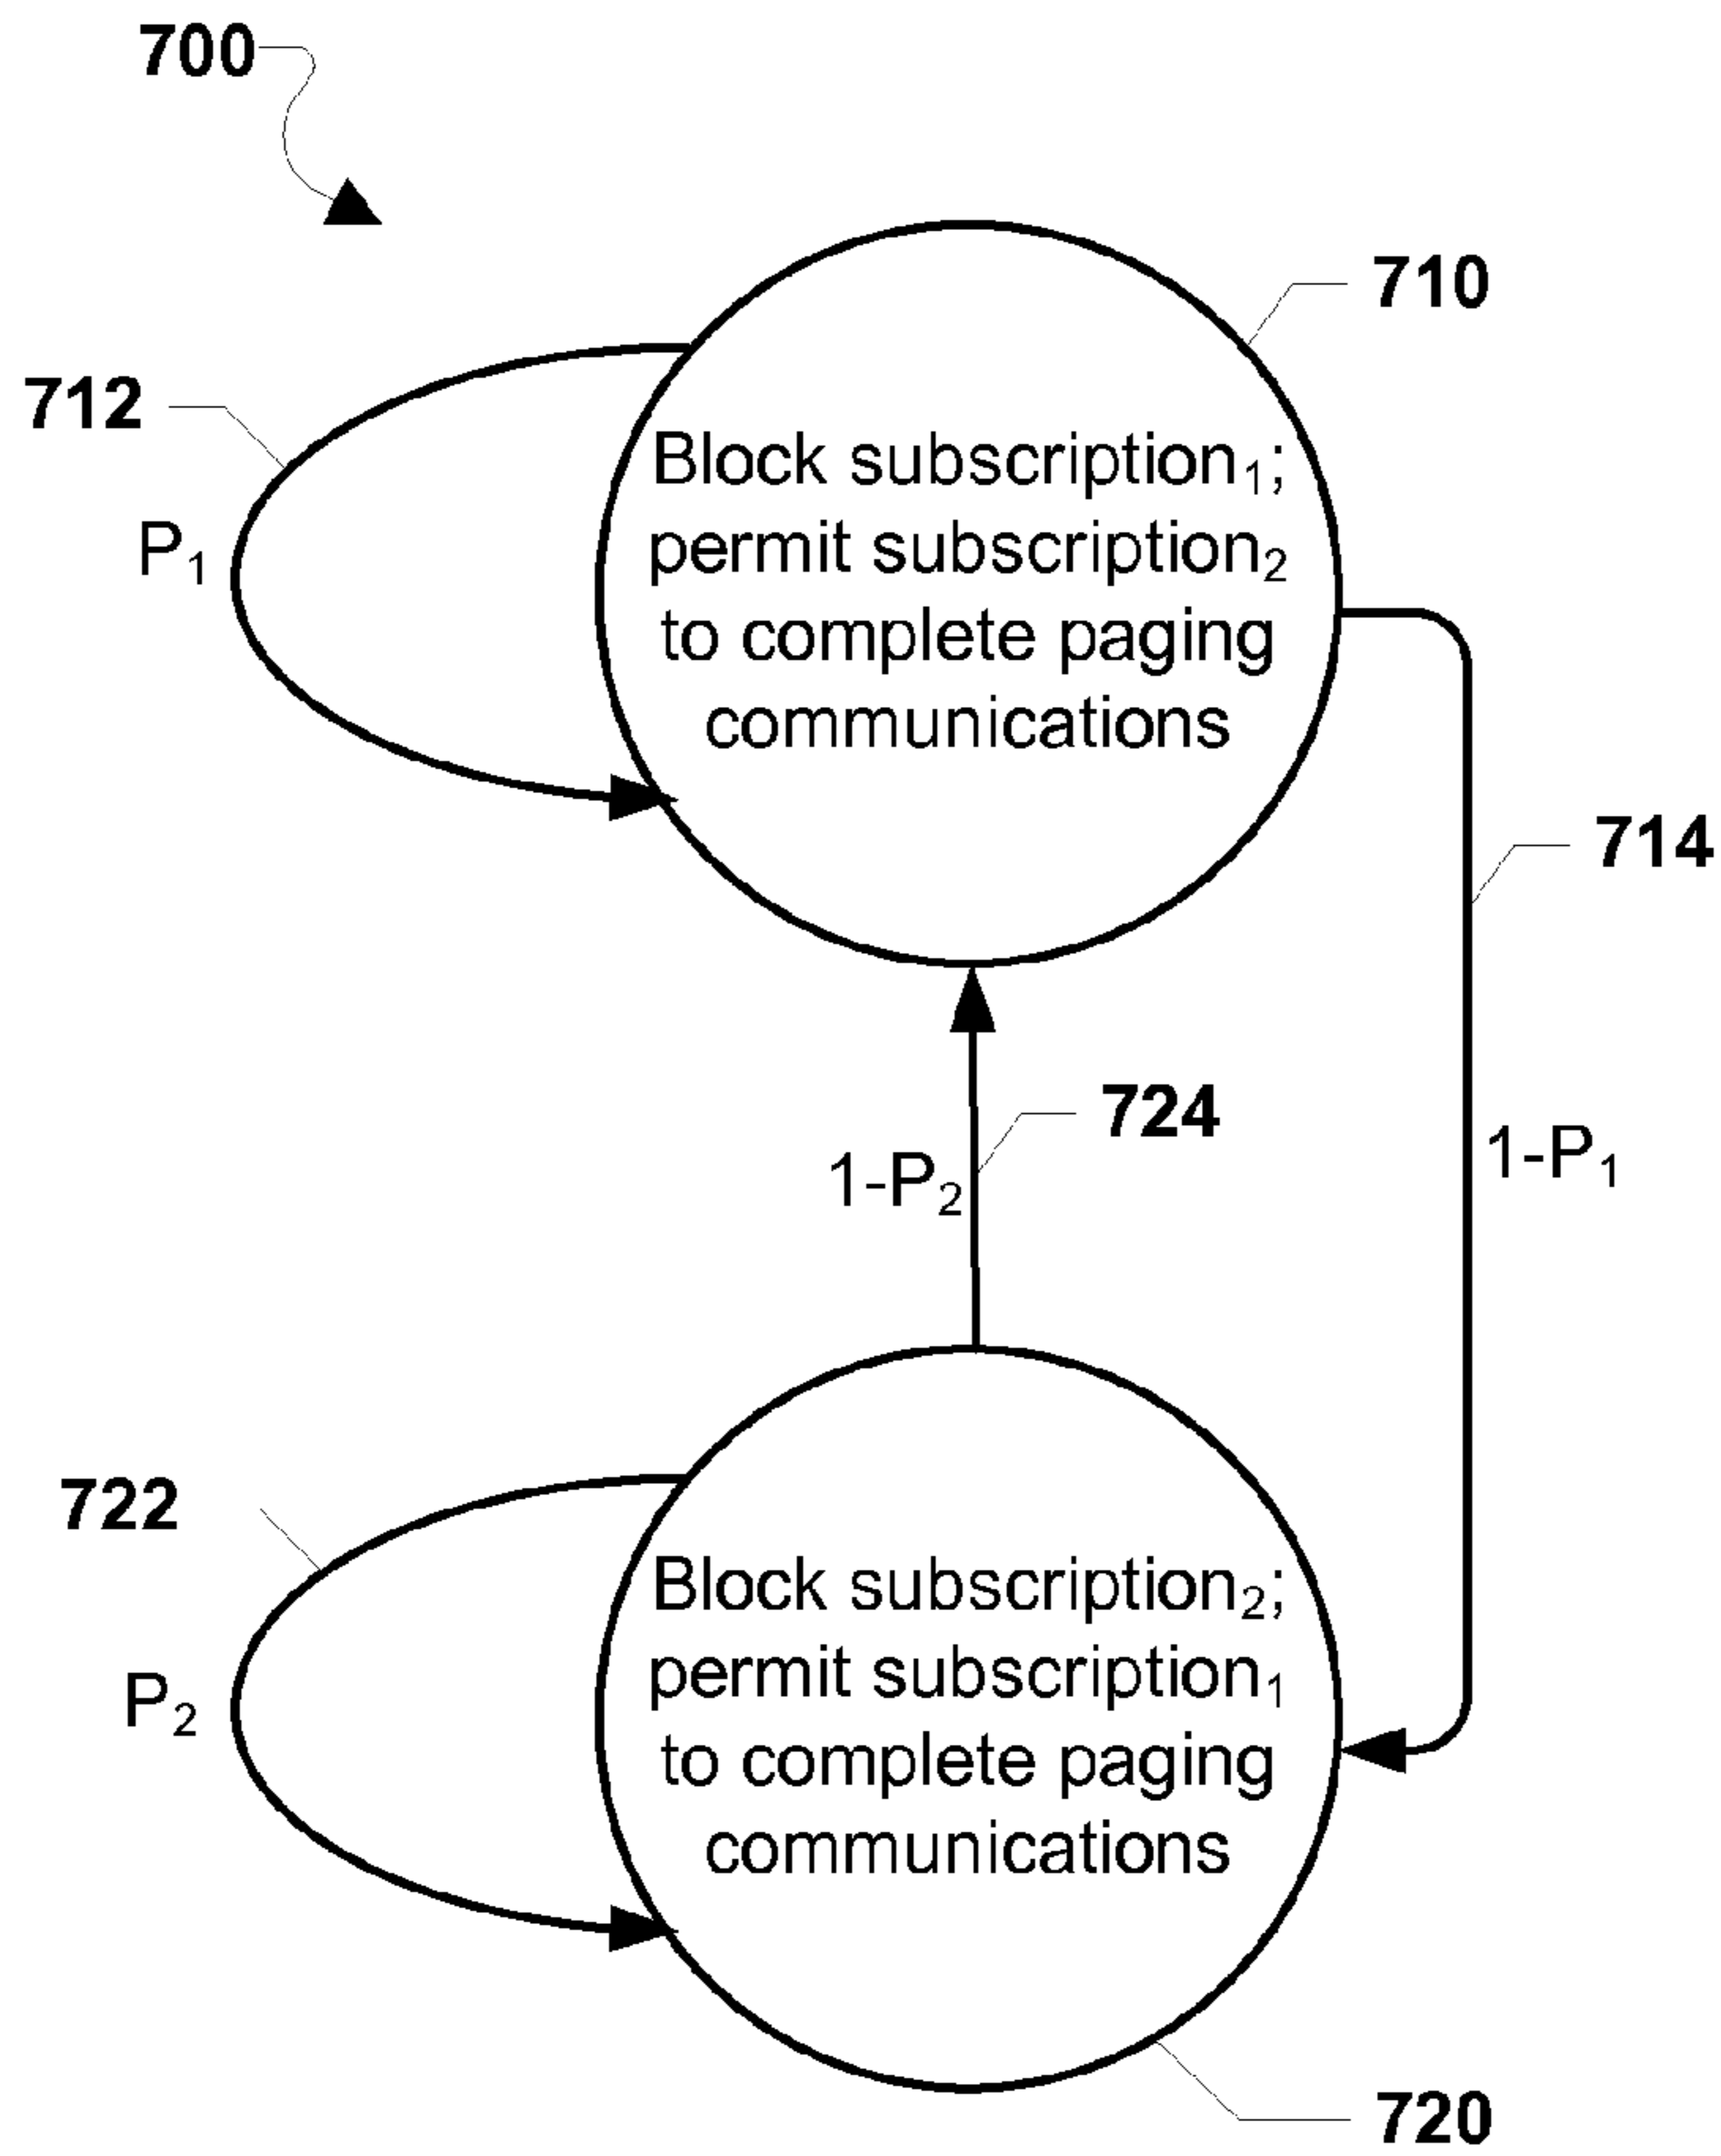 700
710
712
Block subscription₁;
P₁
permit subscription₂
to complete paging
communications
714
724
1-P₂
1-P₁
722
Block subscription₂;
permit subscription₁
P₂
to complete paging
communications
720